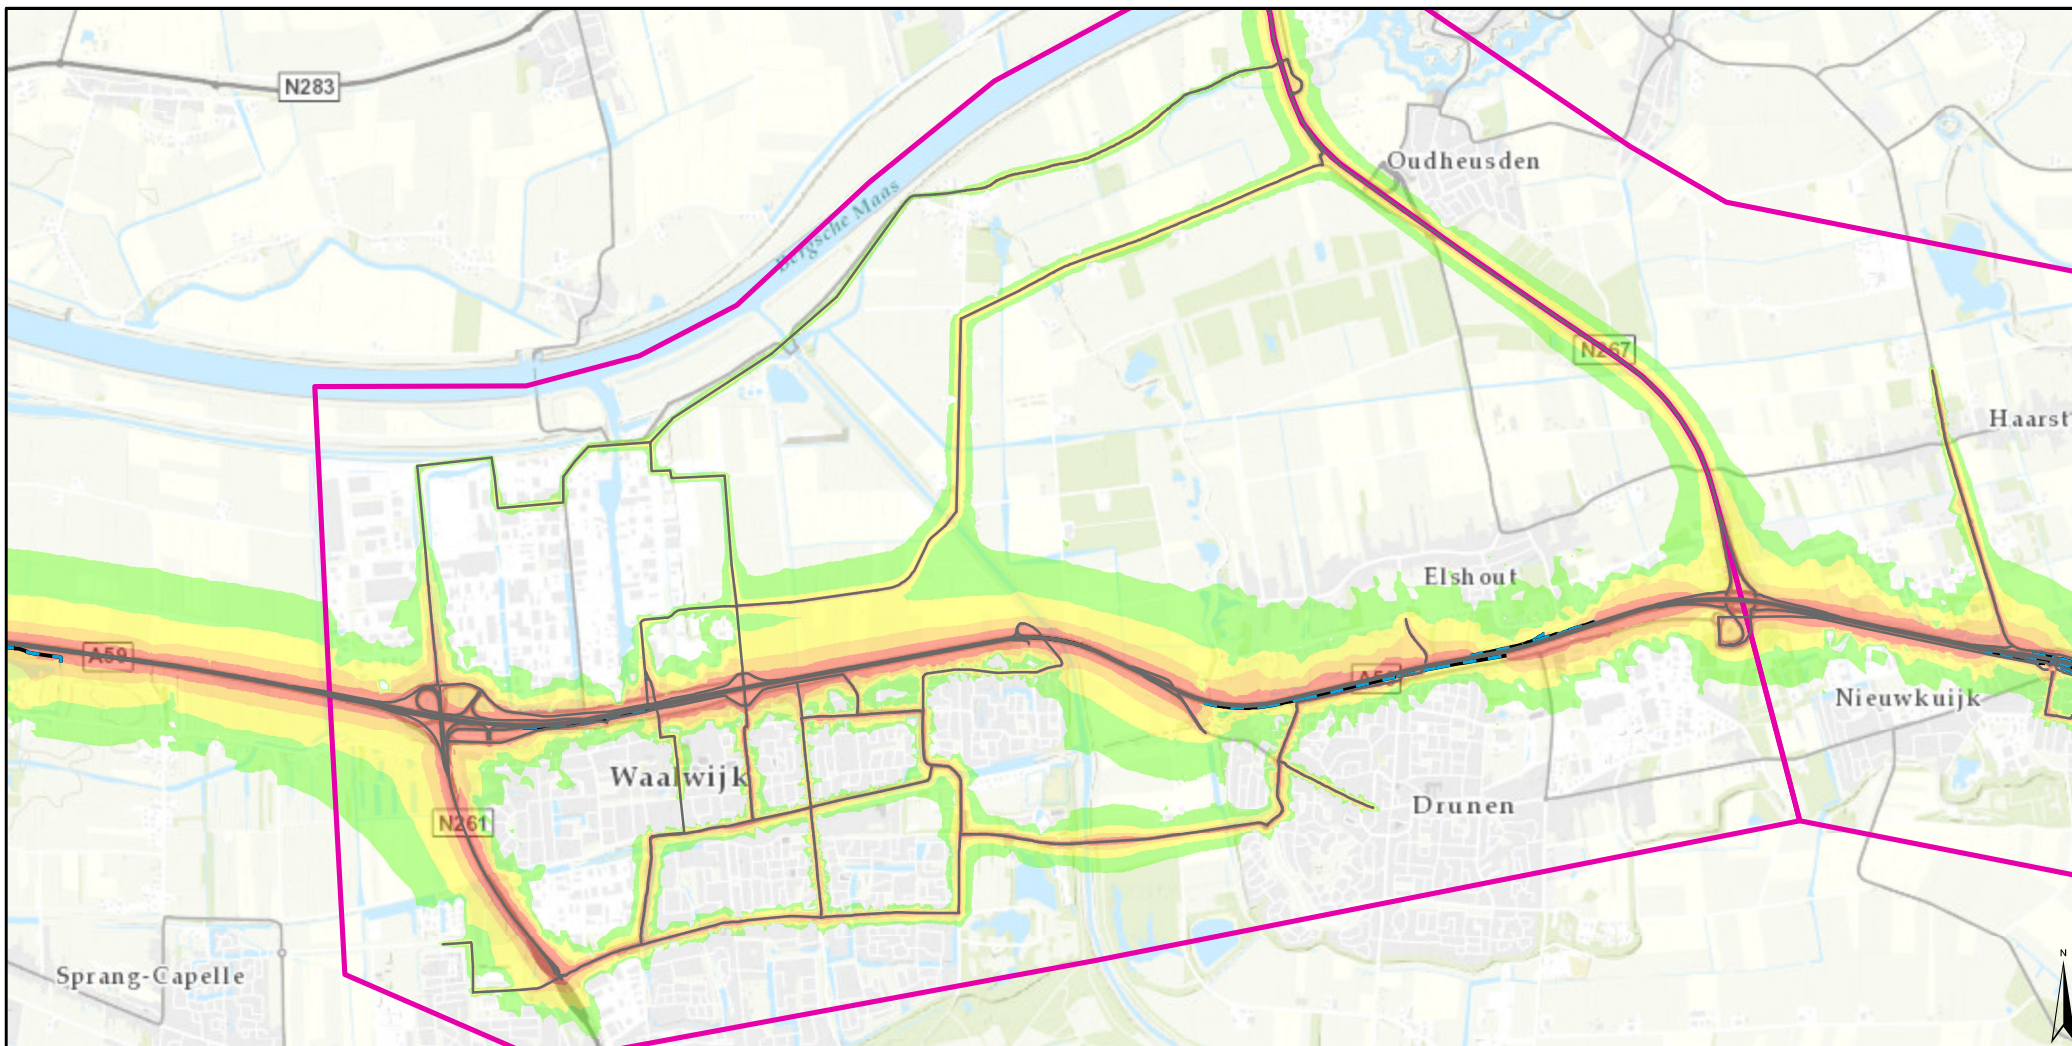 N283
Oudheusden
Bergsche Maas
N267
Haarst
Elshout
A59
Nieuwkuijk
Waalwijk
Drunen
N261
Sprang-Capelle
N